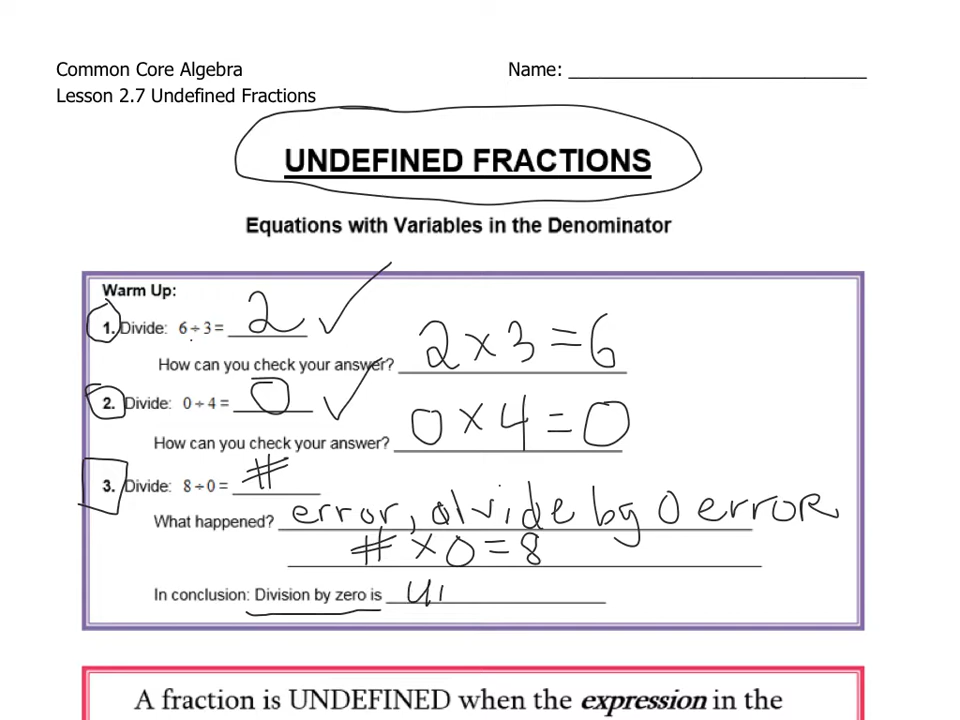 Common Core Algebra Name: ______________________________
Lesson 2.7 Undefined Fractions
UNDEFINED FRACTIONS
Equations with Variables in the Denominator
Warm Up:
1. Divide: 6 ÷ 3 = 2 ✓
How can you check your answer? 2 x 3 = 6
2. Divide: 0 ÷ 4 = 0 ✓
How can you check your answer? 0 x 4 = 0
3. Divide: 8 ÷ 0 = #
What happened? error, divide by 0 error
# x 0 = 8
In conclusion: Division by zero is un
A fraction is UNDEFINED when the expression in the